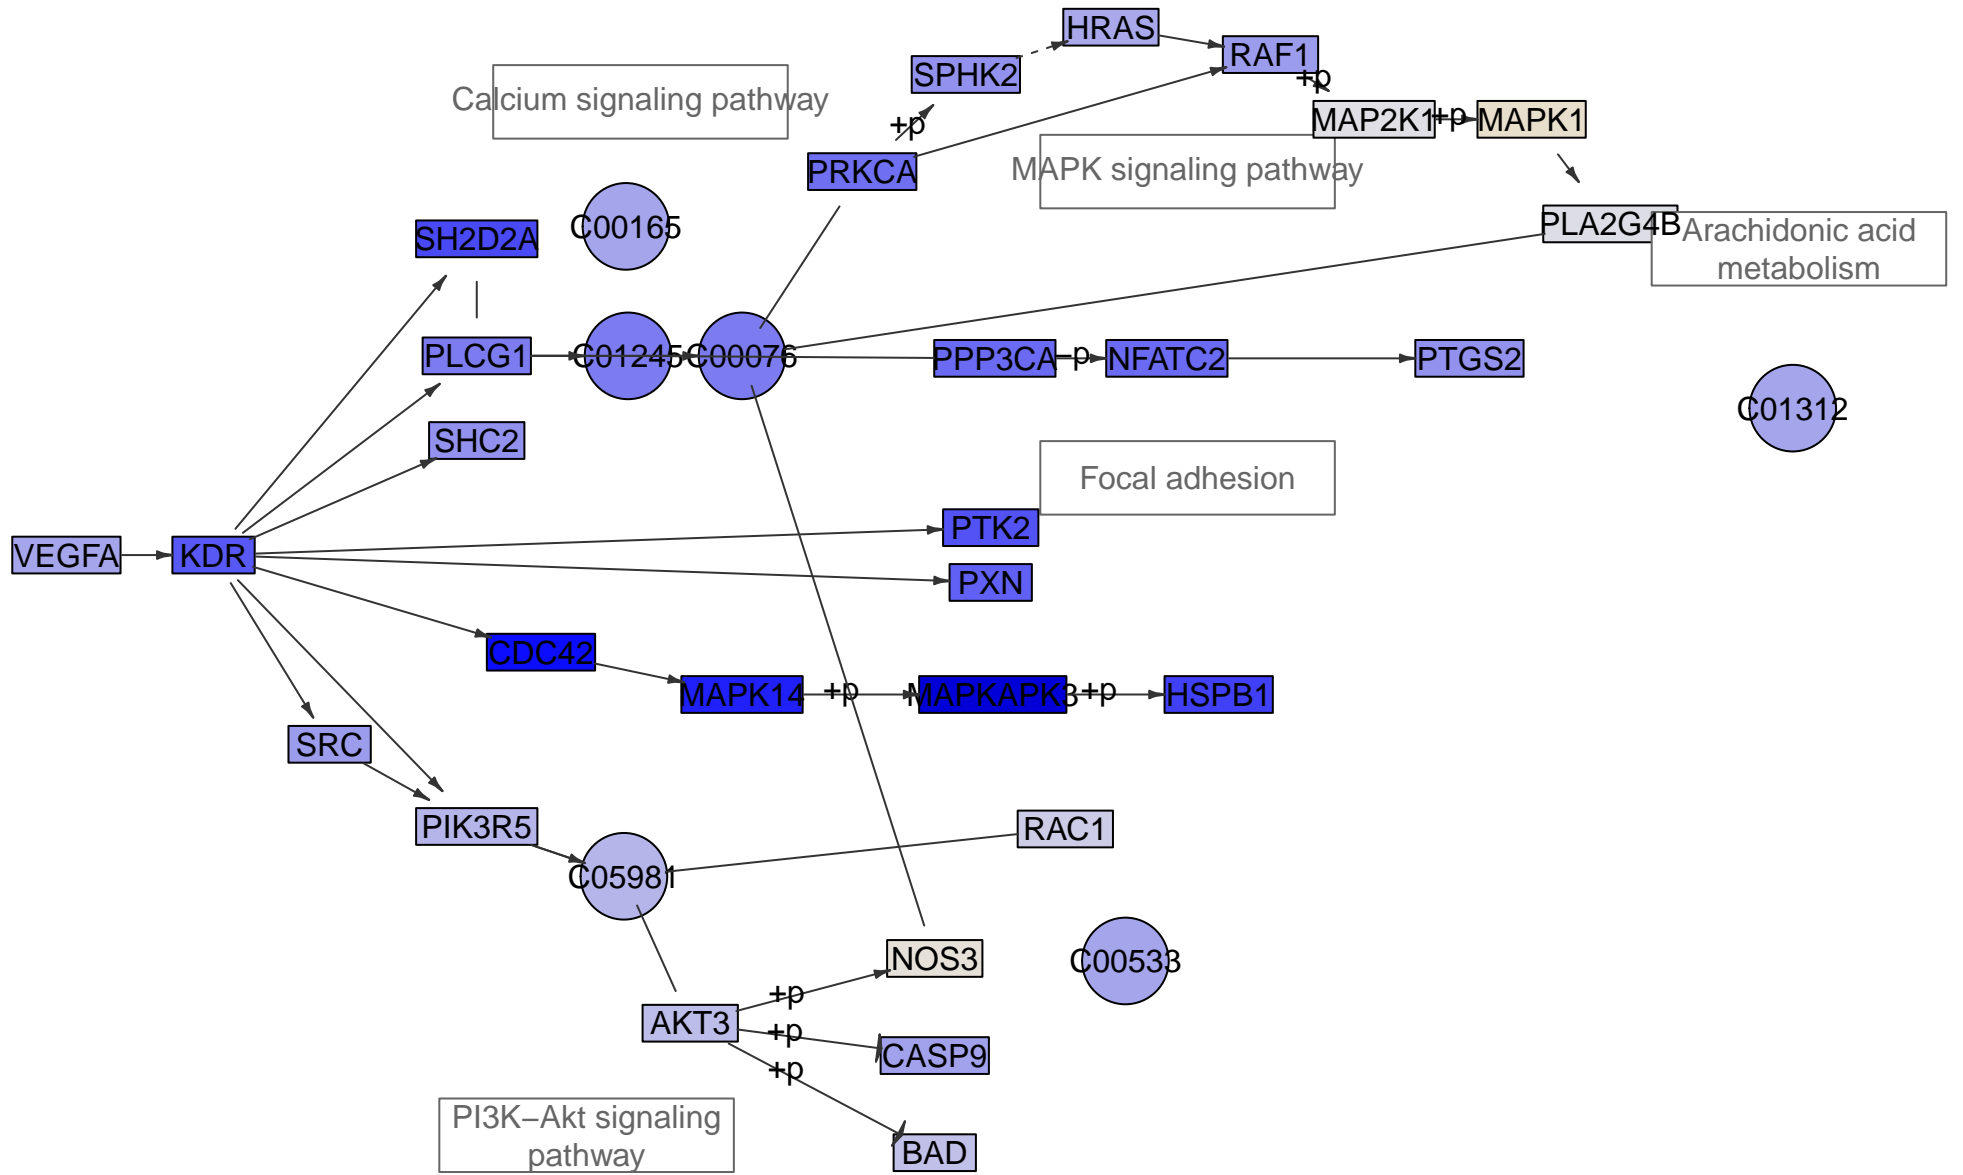 HRAS
RAF1
SPHK2
+p
Calcium signaling pathway
MAP2K1
+p
MAPK1
+p
PRKCA
MAPK signaling pathway
C00165
SH2D2A
PLA2G4B
Arachidonic acid
metabolism
PLCG1
C01245
C00076
PPP3CA
–p
NFATC2
PTGS2
C01312
SHC2
Focal adhesion
PTK2
VEGFA
KDR
PXN
CDC42
MAPK14
+p
MAPKAPK3
+p
HSPB1
SRC
PIK3R5
RAC1
C05981
NOS3
C00533
+p
AKT3
+p
CASP9
+p
PI3K–Akt signaling
pathway
BAD